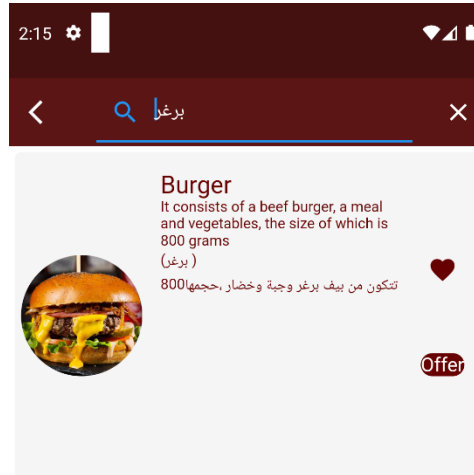 2:15
برغر
Burger
It consists of a beef burger, a meal
and vegetables, the size of which is
800 grams
(برغر )
تتكون من بيف برغر وجبة وخضار ،حجمها800
Offer